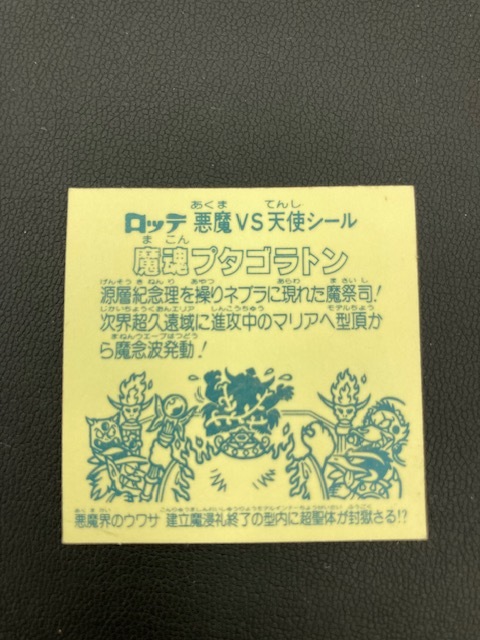 ロッテ 悪魔VS天使シール
魔魂プタゴラトン
源層紀念理を操りネブラに現れた魔祭司！
次界超久遠域に進攻中のマリアへ型頂か
ら魔念波発動！
悪魔界のウワサ 建立魔浸礼終了の型内に超聖体が封獄さる!?